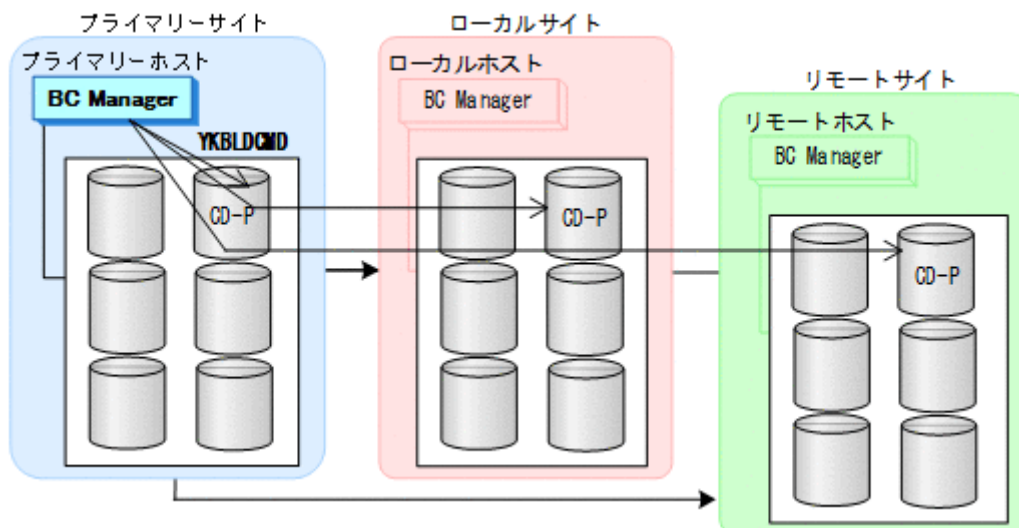 プライマリーサイト
プライマリーホスト
BC Manager
YKBLDCMD
CD-P
ローカルサイト
ローカルホスト
BC Manager
CD-P
リモートサイト
リモートホスト
BC Manager
CD-P